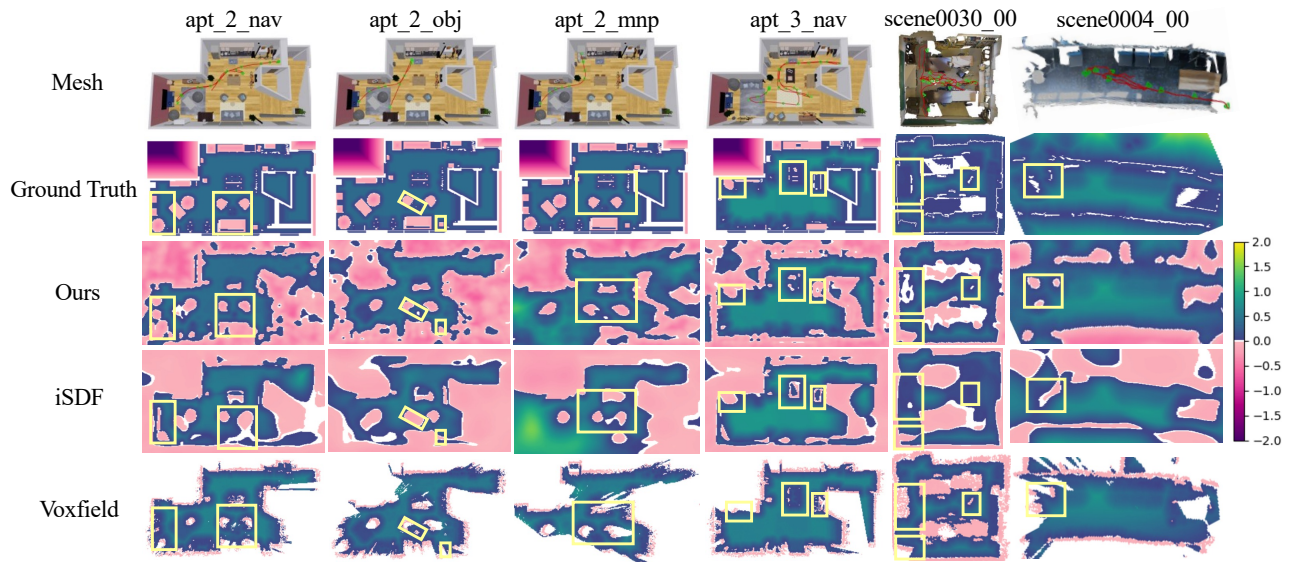 apt_2_nav apt_2_obj apt_2_mnp apt_3_nav scene0030_00 scene0004_00
Mesh
Ground Truth
Ours
iSDF
Voxfield
2.0
1.5
1.0
0.5
0.0
−0.5
−1.0
−1.5
−2.0